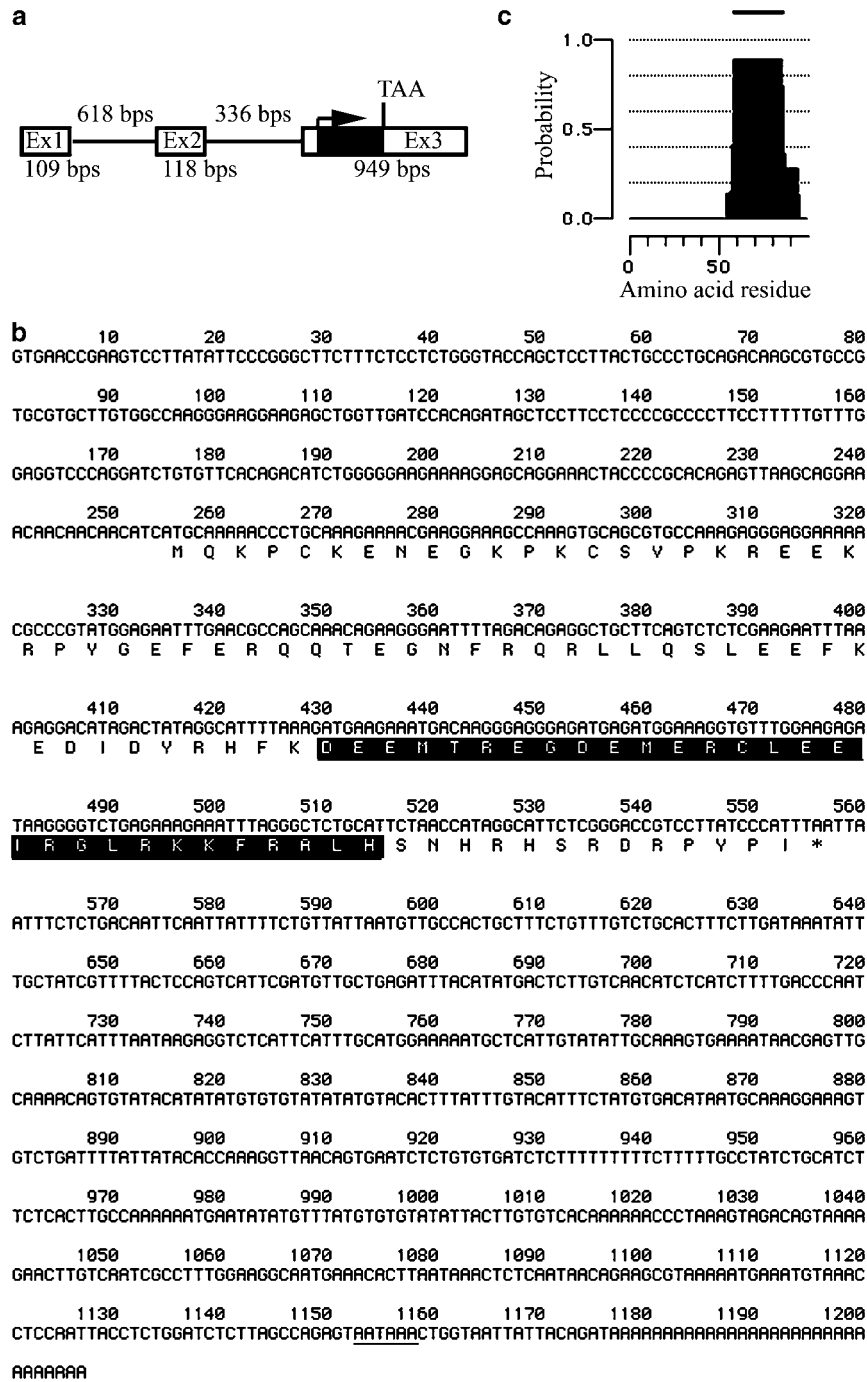 a
TAA
618 bps
336 bps
Ex1
Ex2
Ex3
109 bps
118 bps
949 bps
c
1.0
0.5
0.0
Probability
0
50
Amino acid residue
b
10 20 30 40 50 60 70 80
GTGAACCGAAGTCCTTATATTCCCGGGCTTCTTTCTCCTCTGGGTACCAGCTCCTTACTGCCCTGCAGACAAGCGTGCCG
90 100 110 120 130 140 150 160
TGCGTGCTTGTGGCCAAGGGAAGGAAGAGCTGGTTGATCCACAGATAGCTCCTTCCTCCCCGCCCCTTCCTTTTTGTTTG
170 180 190 200 210 220 230 240
GAGGTCCCAGGATCTGTGTTCACAGACATCTGGGGGAAGAAAAGGAGCAGGAAACTACCCCGCACAGAGTTAAGCAGGAA
250 260 270 280 290 300 310 320
ACAACAACAACATCATGCAAAAACCCTGCAAAGAAAACGAAGGAAAGCCAAAGTGCAGCGTGCCAAAGAGGGAGGAAAAA
M Q K P C K E N E G K P K C S V P K R E E K
330 340 350 360 370 380 390 400
CGCCCGTATGGAGAATTTGAACGCCAGCAAACAGAAGGGAATTTTAGACAGAGGCTGCTTCAGTCTCTCGAAGAATTTAA
R P Y G E F E R Q Q T E G N F R Q R L L Q S L E E F K
410 420 430 440 450 460 470 480
AGAGGACATAGACTATAGGCATTTTAAAGATGAAGAAATGACAAGGGAGGGAGATGAGATGGAAAGGTGTTTGGAAGAGA
E D I D Y R H F K D E E M T R E G D E M E R C L E E
490 500 510 520 530 540 550 560
TAAGGGGTCTGAGAAAGAAATTTAGGGCTCTGCATTCTAACCATAGGCATTCTCGGGACCGTCCTTATCCCATTTAATTA
I R G L R K K F R A L H S N H R H S R D R P Y P I *
570 580 590 600 610 620 630 640
ATTTCTCTGACAATTCAATTATTTTCTGTTATTAATGTTGCCACTGCTTTCTGTTTGTCTGCACTTTCTTGATAAATATT
650 660 670 680 690 700 710 720
TGCTATCGTTTTACTCCAGTCATTCGATGTTGCTGAGATTTACATATGACTCTTGTCAACATCTCATCTTTTGACCCAAT
730 740 750 760 770 780 790 800
CTTATTCATTTAATAAGAGGTCTCATTCATTTGCATGGAAAAATGCTCATTGTATATTGCAAAGTGAAAATAACGAGTTG
810 820 830 840 850 860 870 880
CAAAACAGTGTATACATATATGTGTGTATATATGTACACTTTATTTGTACATTTCTATGTGACATAATGCAAAGGAAAGT
890 900 910 920 930 940 950 960
GTCTGATTTTATTATACACCAAAGGTTAACAGTGAATCTCTGTGTGATCTCTTTTTTTTTTCTTTTTGCCTATCTGCATCT
970 980 990 1000 1010 1020 1030 1040
TCTCACTTGCCAAAAAATGAATATATGTTTATGTGTGTATATTACTTGTGTCACAAAAAACCCTAAAGTAGACAGTAAAA
1050 1060 1070 1080 1090 1100 1110 1120
GAACTTGTCAATCGCCTTTGGAAGGCAATGAAACACTTAATAAACTCTCAATAACAGAAGCGTAAAAATGAAATGTAAAC
1130 1140 1150 1160 1170 1180 1190 1200
CTCCAATTACCTCTGGATCTCTTAGCCAGAGTAATAAACTGGTAATTATTACAGATAAAAAAAAAAAAAAAAAAAAAAAA
AAAAAAA